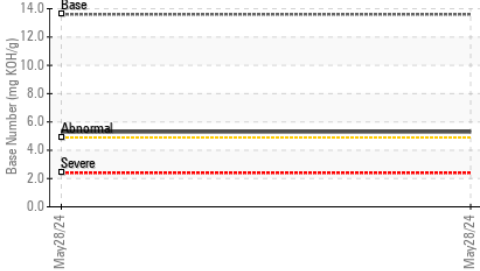 Base Number (mg KOH/g)
14.0
12.0
10.0
8.0
6.0
4.0
2.0
0.0
Base
Abnormal
Severe
May28/24
May28/24